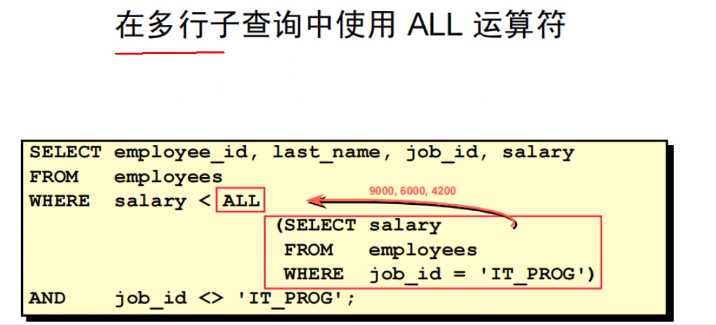 在多行子查询中使用 ALL 运算符
SELECT employee_id, last_name, job_id, salary
FROM employees
WHERE salary < ALL
9000, 6000, 4200
(SELECT salary
FROM employees
WHERE job_id = 'IT_PROG')
AND job_id <> 'IT_PROG';